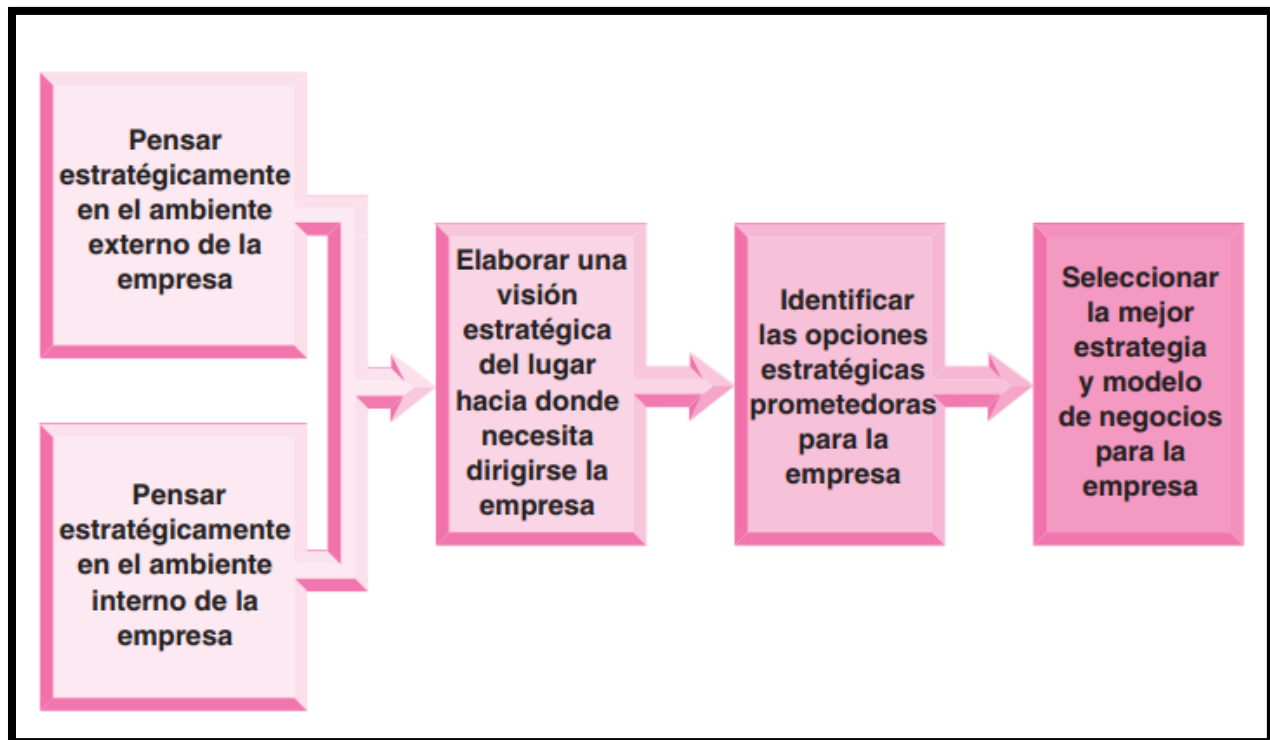 Pensar
estratégicamente
en el ambiente
externo de la
empresa
Pensar
estratégicamente
en el ambiente
interno de la
empresa
Elaborar una
visión
estratégica
del lugar
hacia donde
necesita
dirigirse la
empresa
Identificar
las opciones
estratégicas
prometedoras
para la
empresa
Seleccionar
la mejor
estrategia
y modelo
de negocios
para la
empresa